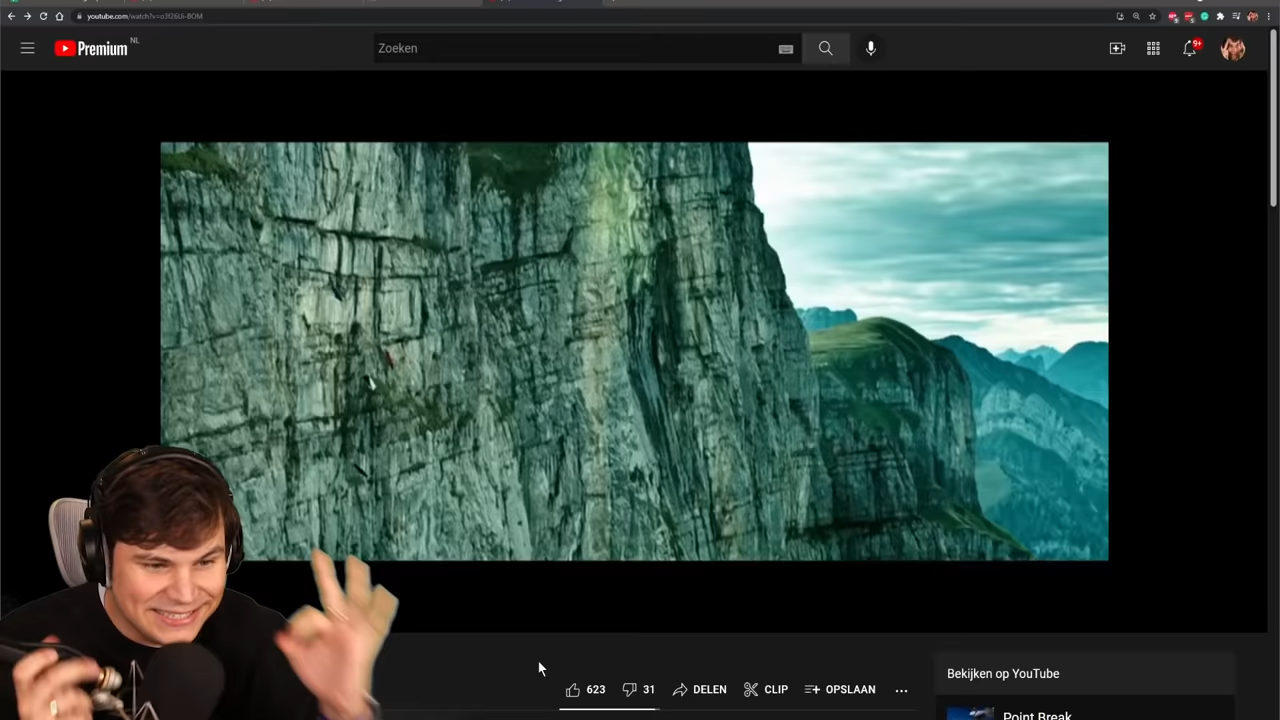 youtube.com/watch?v=o3f26Ui-BOM
Premium NL
Zoeken
9+
623
31
DELEN
CLIP
OPSLAAN
Bekijken op YouTube
Point Break